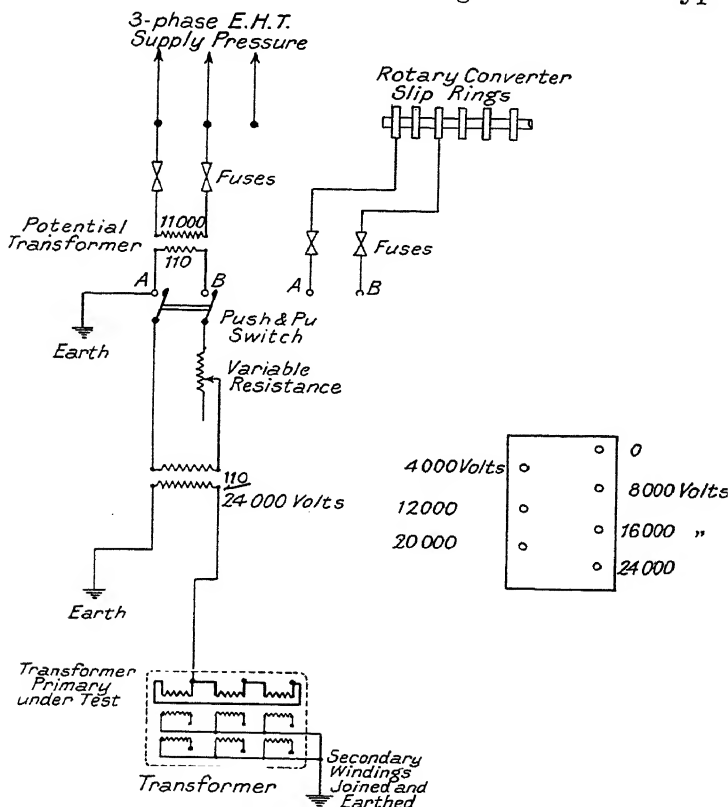 3-phase E.H.T.
Supply Pressure
Rotary Converter
Slip Rings
Fuses
Potential
Transformer
11000
110
Fuses
A
B
A
B
Push & Pu
Switch
Earth
Variable
Resistance
110
24000 Volts
Earth
4000 Volts
12000
20000
0
8000 Volts
16000 „
24000
Transformer
Primary
under Test
Transformer
Secondary
Windings
Joined and
Earthed